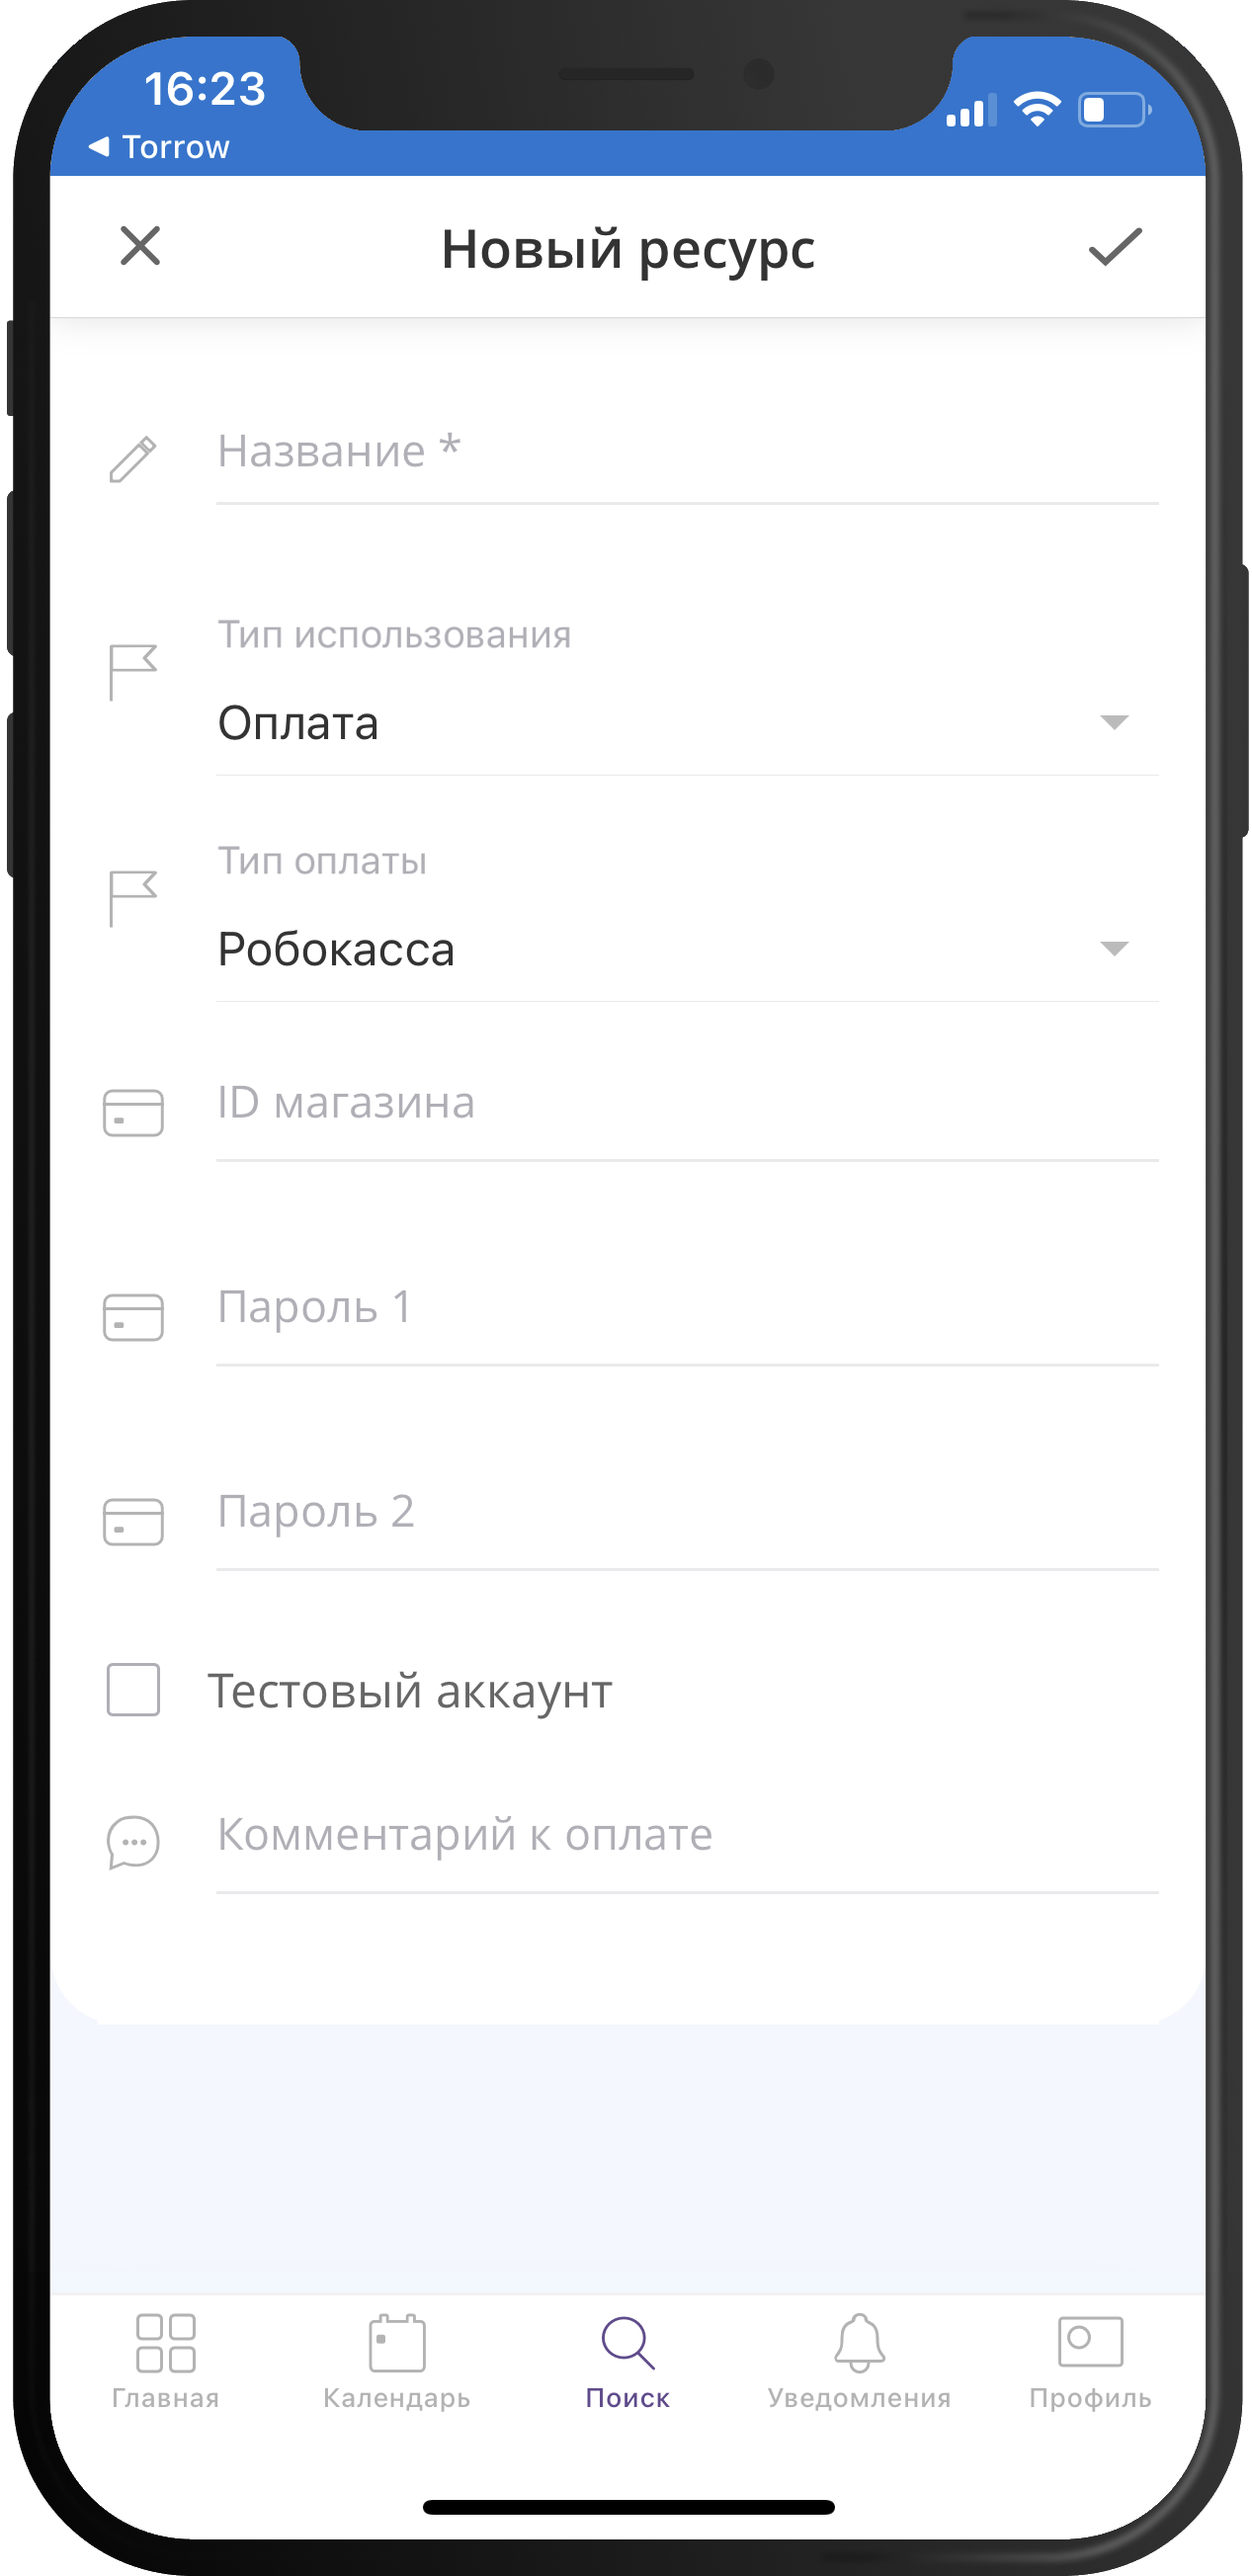 16:23
Torrow
Новый ресурс
Название *
Тип использования
Оплата
Тип оплаты
Робокасса
ID магазина
Пароль 1
Пароль 2
Тестовый аккаунт
Комментарий к оплате
Главная Календарь Поиск Уведомления Профиль